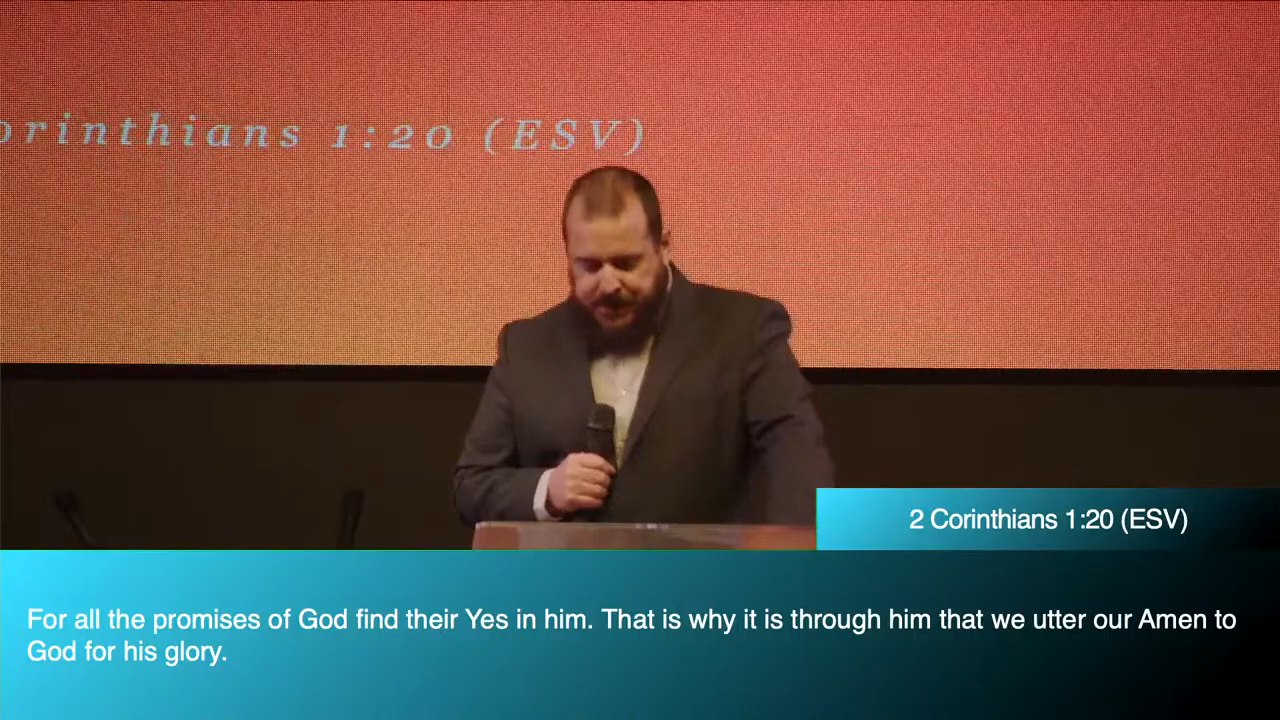 orinthians 1:20 (ESV)
2 Corinthians 1:20 (ESV)
For all the promises of God find their Yes in him. That is why it is through him that we utter our Amen to
God for his glory.